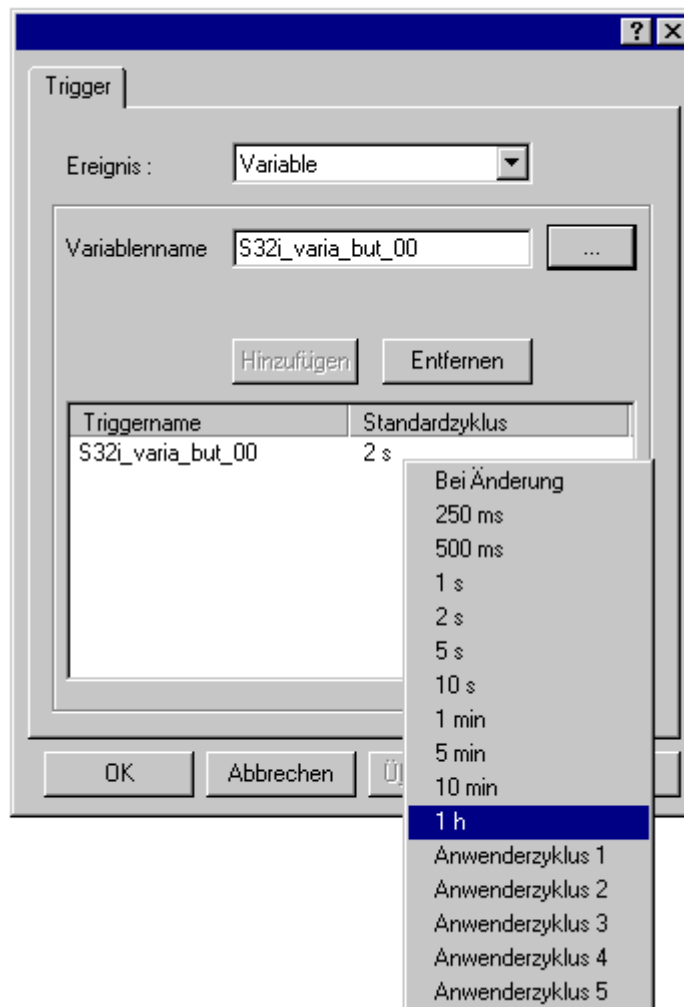 Trigger
Ereignis : Variable
Variablenname S32i_varia_but_00 ...
Hinzufügen Entfernen
Triggername Standardzyklus
S32i_varia_but_00 2 s
Bei Änderung
250 ms
500 ms
1 s
2 s
5 s
10 s
1 min
5 min
10 min
1 h
Anwenderzyklus 1
Anwenderzyklus 2
Anwenderzyklus 3
Anwenderzyklus 4
Anwenderzyklus 5
OK Abbrechen